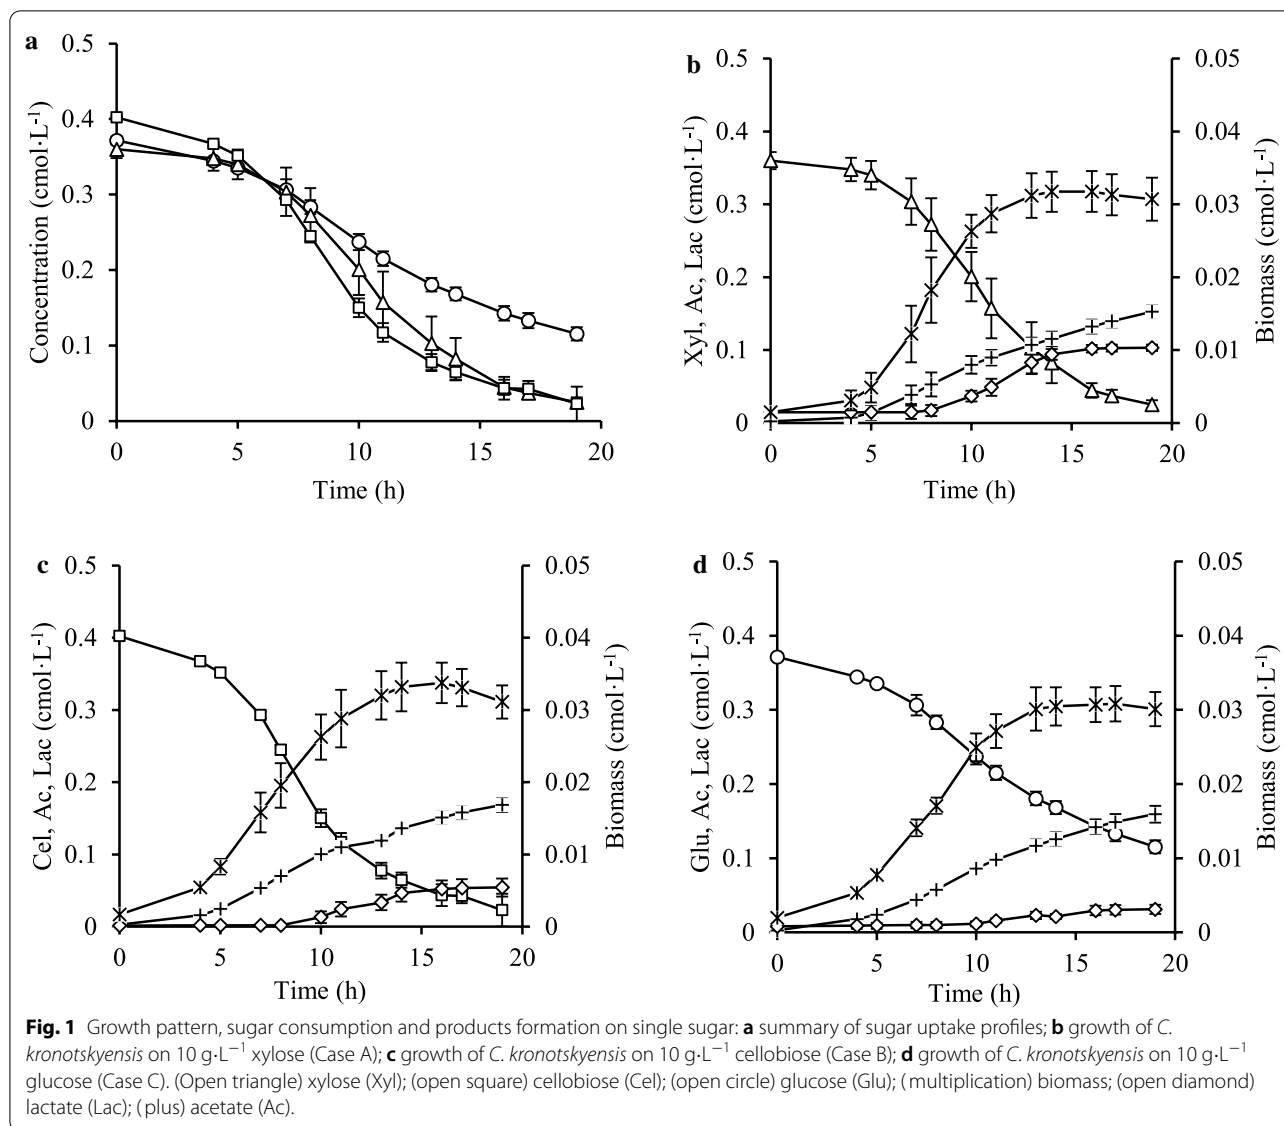 a
0.5
0.4
0.3
0.2
0.1
0
0 5 10 15 20
Concentration (cmol·L-1)
Time (h)
b
0.5
0.4
0.3
0.2
0.1
0
0 5 10 15 20
0.05
0.04
0.03
0.02
0.01
0
Xyl, Ac, Lac (cmol·L-1)
Biomass (cmol·L-1)
Time (h)
c
0.5
0.4
0.3
0.2
0.1
0
0 5 10 15 20
0.05
0.04
0.03
0.02
0.01
0
Cel, Ac, Lac (cmol·L-1)
Biomass (cmol·L-1)
Time (h)
d
0.5
0.4
0.3
0.2
0.1
0
0 5 10 15 20
0.05
0.04
0.03
0.02
0.01
0
Glu, Ac, Lac (cmol·L-1)
Biomass (cmol·L-1)
Time (h)
Fig. 1 Growth pattern, sugar consumption and products formation on single sugar: a summary of sugar uptake profiles; b growth of C.
kronotskyensis on 10 g·L−1 xylose (Case A); c growth of C. kronotskyensis on 10 g·L−1 cellobiose (Case B); d growth of C. kronotskyensis on 10 g·L−1
glucose (Case C). (Open triangle) xylose (Xyl); (open square) cellobiose (Cel); (open circle) glucose (Glu); (multiplication) biomass; (open diamond)
lactate (Lac); (plus) acetate (Ac).